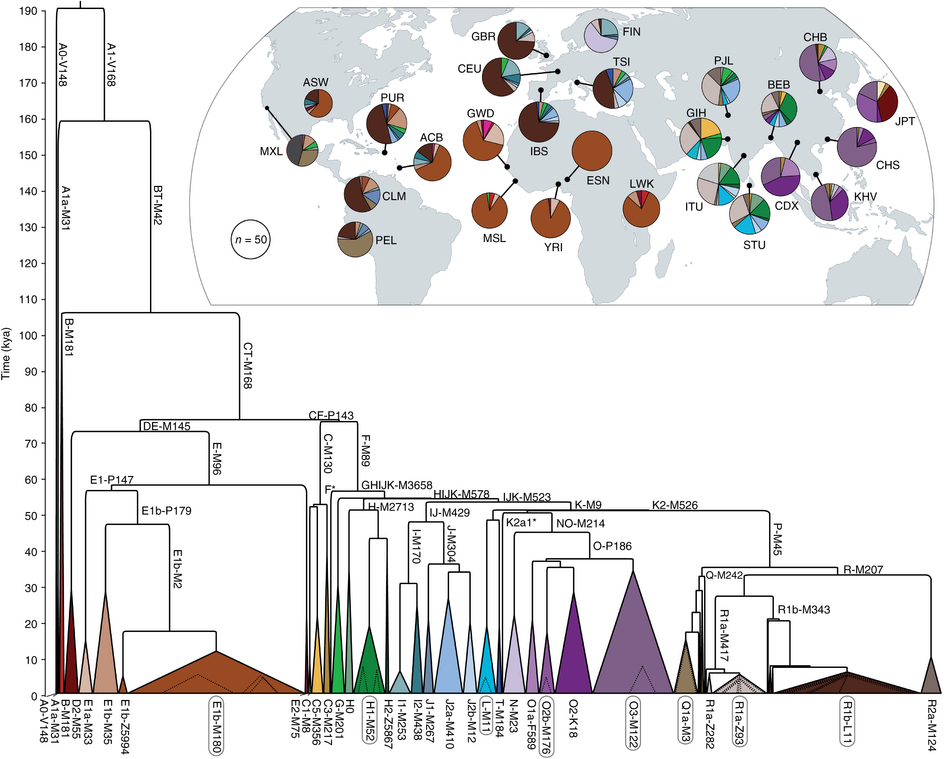 190
180
170
160
150
140
130
120
110
100
90
80
70
60
50
40
30
20
10
0
Time (kya)
A0-V148
A1-V168
A1a-M31
BT-M42
B-M181
CT-M168
DE-M145
CF-P143
E-M96
C-M130
F-M89
E1-P147
F*
GHIJK-M3658
HIJK-M578
IJK-M523
E1b-P179
H-M2713
IJ-M429
K-M9
K2-M526
K2a1*
NO-M214
E1b-M2
I-M170
J-M304
O-P186
P-M45
Q-M242
R-M207
R1a-M417
R1b-M343
GBR
FIN
CHB
CEU
TSI
PJL
BEB
JPT
ASW
PUR
ACB
GWD
IBS
GIH
MXL
ESN
CHS
CLM
LWK
ITU
CDX
KHV
PEL
MSL
YRI
STU
n = 50
A0-V148
A1a-M31
B-M181
D2-M55
E1a-M33
E1b-M35
E1b-Z5994
E1b-M180
E2-M75
C1-M8
C5-M356
C3-M217
G-M201
H0
H1-M52
H2-Z5867
I1-M253
I2-M438
J1-M267
J2a-M410
J2b-M12
L-M11
T-M184
N-M23
O1a-F589
O2b-M176
O2-K18
O3-M122
Q1a-M3
R1a-Z282
R1a-Z93
R1b-L11
R2a-M124